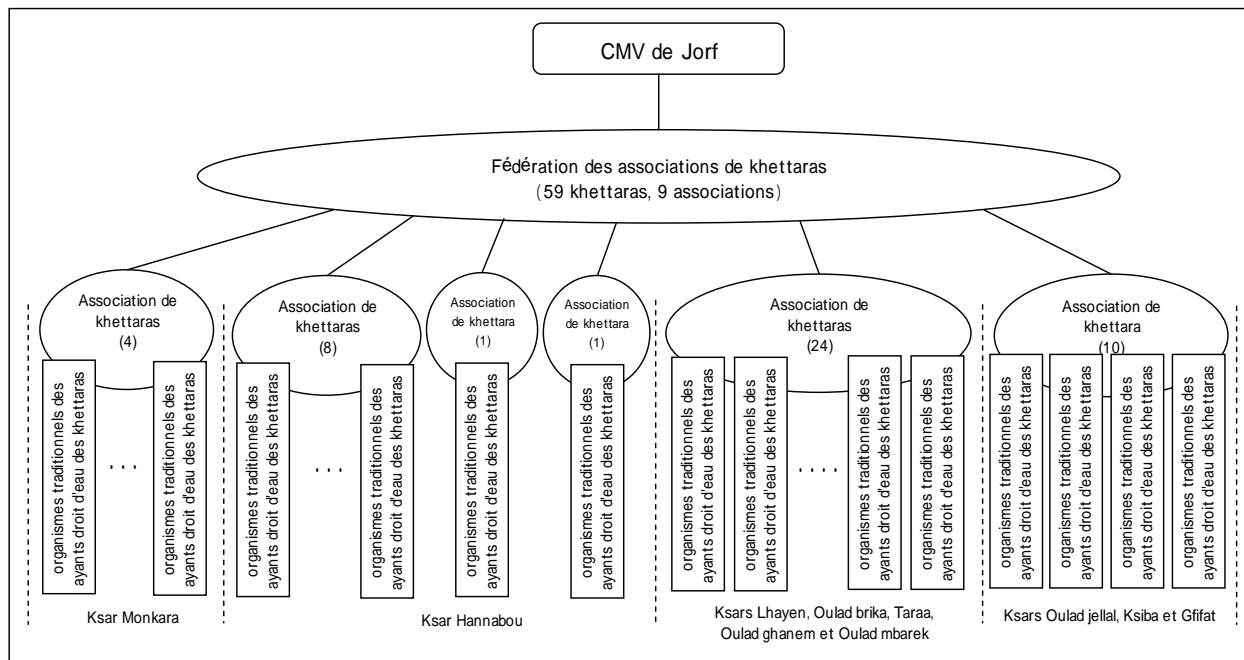 CMV de Jorf
Fédération des associations de khettaras
(59 khettaras, 9 associations)
Association de
khettaras
(4)
Association de
khettaras
(8)
Association
de khettara
(1)
Association
de khettara
(1)
Association de
khettaras
(24)
Association de
khettara
(10)
organismes traditionnels des
ayants droit d'eau des khettaras
. . .
organismes traditionnels des
ayants droit d'eau des khettaras
organismes traditionnels des
ayants droit d'eau des khettaras
. . .
organismes traditionnels des
ayants droit d'eau des khettaras
organismes traditionnels des
ayants droit d'eau des khettaras
organismes traditionnels des
ayants droit d'eau des khettaras
organismes traditionnels des
ayants droit d'eau des khettaras
organismes traditionnels des
ayants droit d'eau des khettaras
. . . .
organismes traditionnels des
ayants droit d'eau des khettaras
organismes traditionnels des
ayants droit d'eau des khettaras
organismes traditionnels des
ayants droit d'eau des khettaras
organismes traditionnels des
ayants droit d'eau des khettaras
organismes traditionnels des
ayants droit d'eau des khettaras
organismes traditionnels des
ayants droit d'eau des khettaras
Ksar Monkara
Ksar Hannabou
Ksars Lhayen, Oulad brika, Taraa,
Oulad ghanem et Oulad mbarek
Ksars Oulad jellal, Ksiba et Gfifat